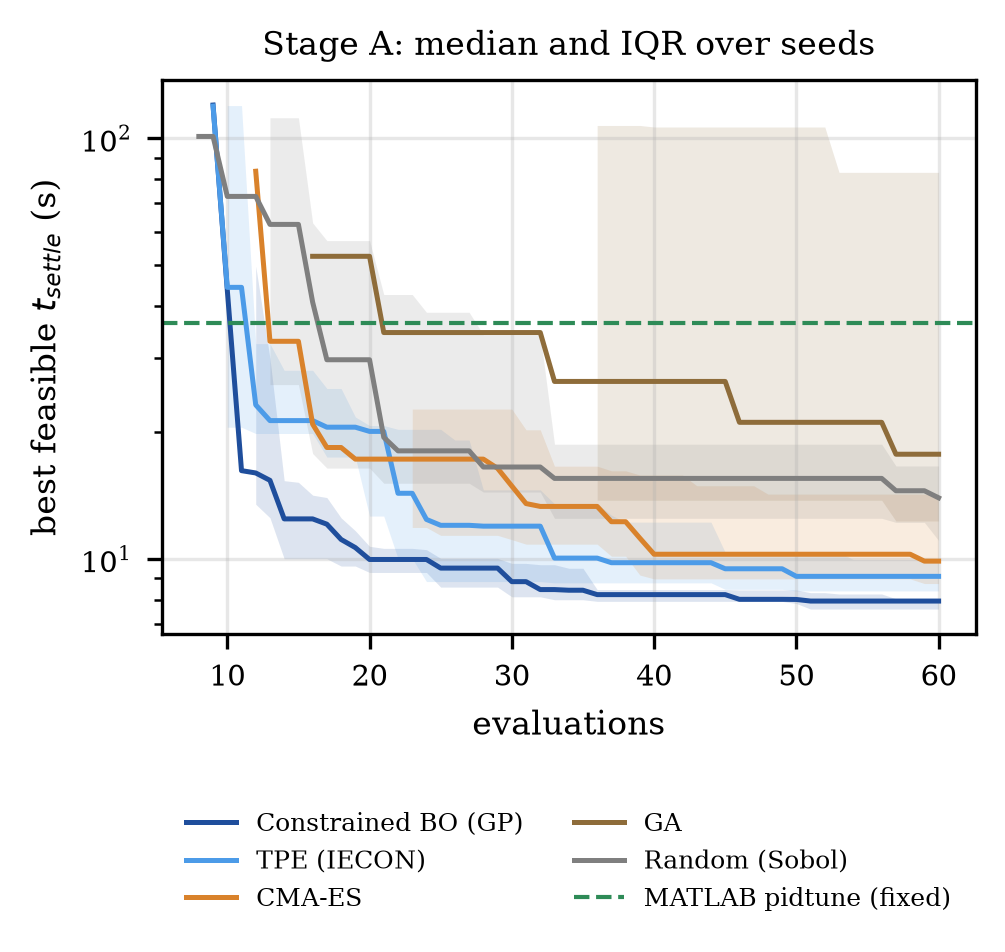 Stage A: median and IQR over seeds
best feasible t_settle (s)
10²
10¹
10 20 30 40 50 60
evaluations
Constrained BO (GP)
TPE (IECON)
CMA-ES
GA
Random (Sobol)
MATLAB pidtune (fixed)